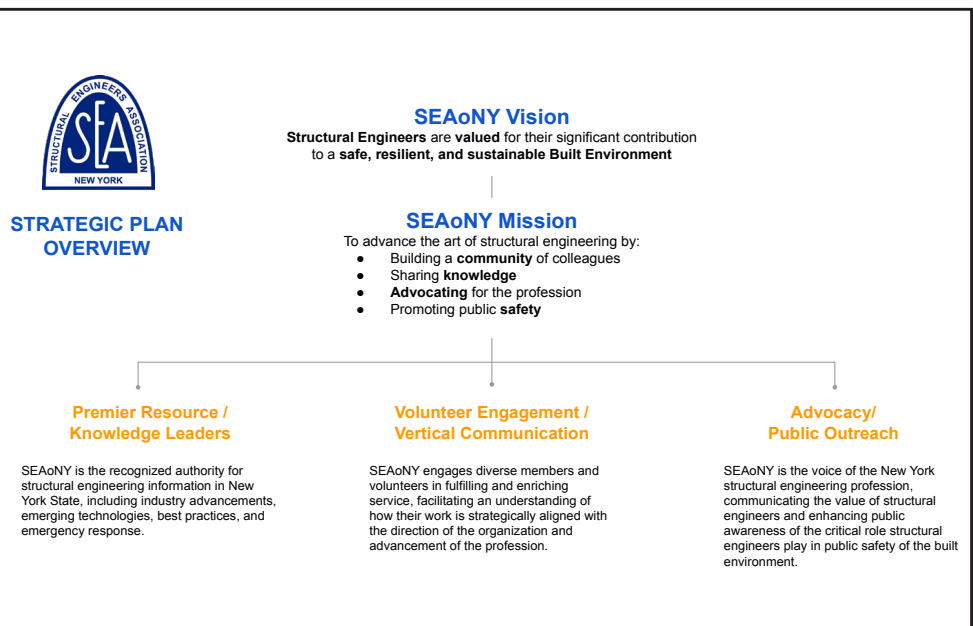 STRUCTURAL ENGINEERS ASSOCIATION
SEA
NEW YORK
STRATEGIC PLAN
OVERVIEW
SEAoNY Vision
Structural Engineers are valued for their significant contribution
to a safe, resilient, and sustainable Built Environment
SEAoNY Mission
To advance the art of structural engineering by:
● Building a community of colleagues
● Sharing knowledge
● Advocating for the profession
● Promoting public safety
Premier Resource /
Knowledge Leaders
SEAoNY is the recognized authority for
structural engineering information in New
York State, including industry advancements,
emerging technologies, best practices, and
emergency response.
Volunteer Engagement /
Vertical Communication
SEAoNY engages diverse members and
volunteers in fulfilling and enriching
service, facilitating an understanding of
how their work is strategically aligned with
the direction of the organization and
advancement of the profession.
Advocacy/
Public Outreach
SEAoNY is the voice of the New York
structural engineering profession,
communicating the value of structural
engineers and enhancing public
awareness of the critical role structural
engineers play in public safety of the built
environment.